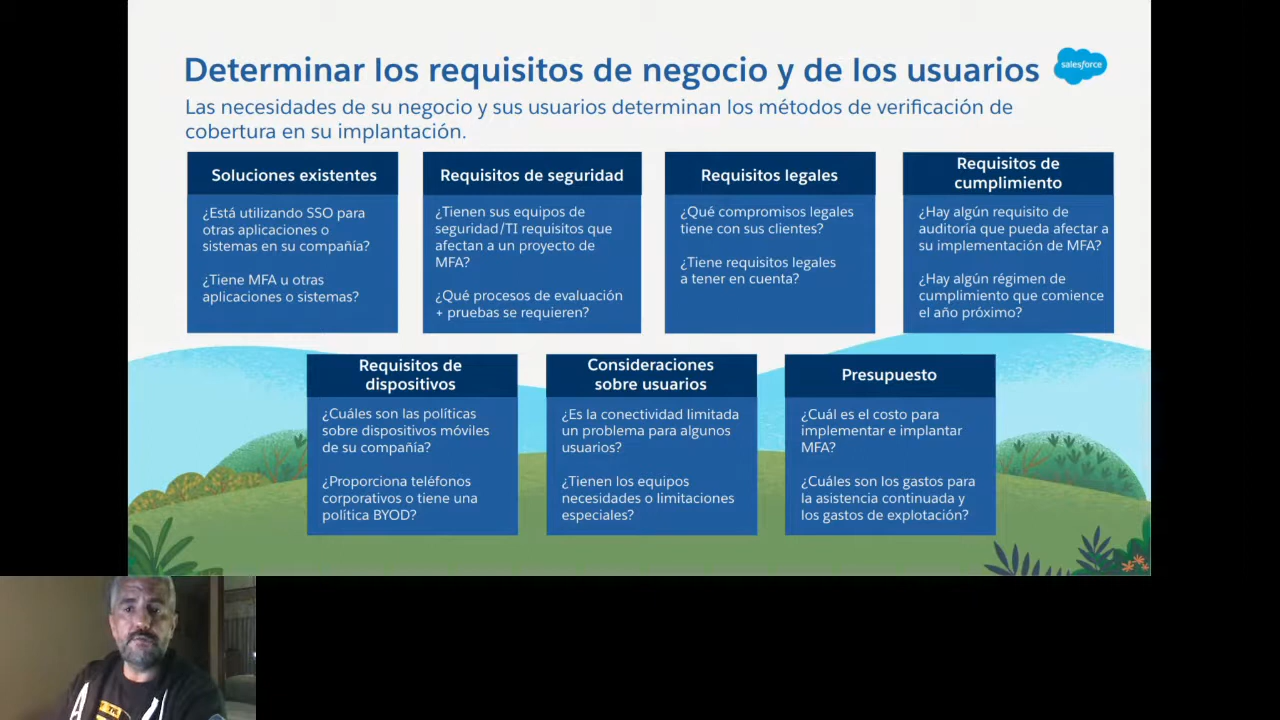 Determinar los requisitos de negocio y de los usuarios
salesforce
Las necesidades de su negocio y sus usuarios determinan los métodos de verificación de
cobertura en su implantación.
Soluciones existentes
¿Está utilizando SSO para
otras aplicaciones o
sistemas en su compañía?
¿Tiene MFA u otras
aplicaciones o sistemas?
Requisitos de seguridad
¿Tienen sus equipos de
seguridad/TI requisitos que
afectan a un proyecto de
MFA?
¿Qué procesos de evaluación
+ pruebas se requieren?
Requisitos legales
¿Qué compromisos legales
tiene con sus clientes?
¿Tiene requisitos legales
a tener en cuenta?
Requisitos de
cumplimiento
¿Hay algún requisito de
auditoría que pueda afectar a
su implementación de MFA?
¿Hay algún régimen de
cumplimiento que comience
el año próximo?
Requisitos de
dispositivos
¿Cuáles son las políticas
sobre dispositivos móviles
de su compañía?
¿Proporciona teléfonos
corporativos o tiene una
política BYOD?
Consideraciones
sobre usuarios
¿Es la conectividad limitada
un problema para algunos
usuarios?
¿Tienen los equipos
necesidades o limitaciones
especiales?
Presupuesto
¿Cuál es el costo para
implementar e implantar
MFA?
¿Cuáles son los gastos para
la asistencia continuada y
los gastos de explotación?